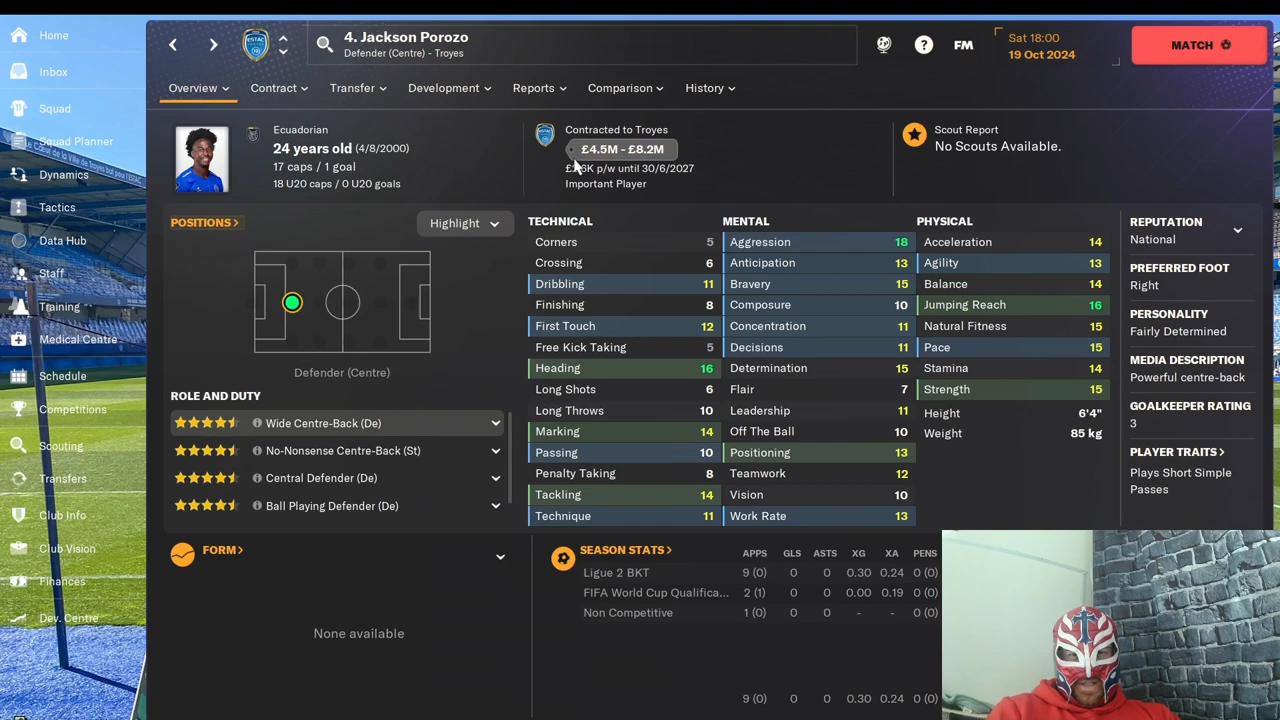 Home
Inbox
Squad
Squad Planner
Dynamics
Tactics
Data Hub
Staff
Training
Medical Centre
Schedule
Competitions
Scouting
Transfers
Club Info
Club Vision
Finances
Dev. Centre
ESTAC
4. Jackson Porozo
Defender (Centre) - Troyes
FM
Sat 18:00
19 Oct 2024
MATCH
Overview
Contract
Transfer
Development
Reports
Comparison
History
Ecuadorian
24 years old (4/8/2000)
17 caps / 1 goal
18 U20 caps / 0 U20 goals
Contracted to Troyes
£4.5M - £8.2M
p/w until 30/6/2027
Important Player
Scout Report
No Scouts Available.
POSITIONS
Highlight
Defender (Centre)
ROLE AND DUTY
Wide Centre-Back (De)
No-Nonsense Centre-Back (St)
Central Defender (De)
Ball Playing Defender (De)
TECHNICAL
Corners 5
Crossing 6
Dribbling 11
Finishing 8
First Touch 12
Free Kick Taking 5
Heading 16
Long Shots 6
Long Throws 10
Marking 14
Passing 10
Penalty Taking 8
Tackling 14
Technique 11
MENTAL
Aggression 18
Anticipation 13
Bravery 15
Composure 10
Concentration 11
Decisions 11
Determination 15
Flair 7
Leadership 11
Off The Ball 10
Positioning 13
Teamwork 12
Vision 10
Work Rate 13
PHYSICAL
Acceleration 14
Agility 13
Balance 14
Jumping Reach 16
Natural Fitness 15
Pace 15
Stamina 14
Strength 15
Height 6'4"
Weight 85 kg
REPUTATION
National
PREFERRED FOOT
Right
PERSONALITY
Fairly Determined
MEDIA DESCRIPTION
Powerful centre-back
GOALKEEPER RATING
3
PLAYER TRAITS
Plays Short Simple
Passes
FORM
None available
SEASON STATS APPS GLS ASTS XG XA PENS
Ligue 2 BKT 9 (0) 0 0 0.30 0.24 0 (0)
FIFA World Cup Qualifica... 2 (1) 0 0 0.00 0.19 0 (0)
Non Competitive 1 (0) 0 0 - - 0 (0)
9 (0) 0 0 0.30 0.24 0 (0)